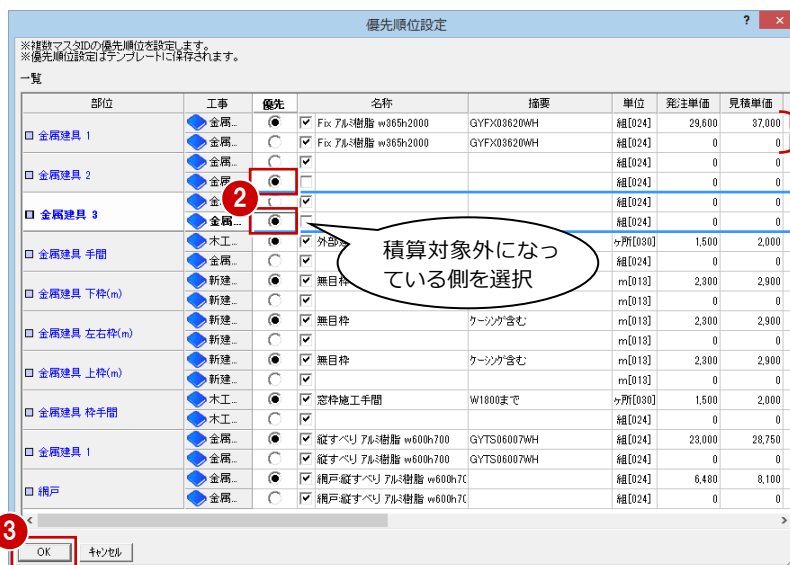 優先順位設定
?
×
※複数マスタIDの優先順位を設定します。
※優先順位設定はテンプレートに保存されます。
一覧
部位 工事 優先 名称 摘要 単位 発注単価 見積単価
金属建具 1
金属... Fix アルミ樹脂 w365h2000 GYFX03620WH 組[024] 29,600 37,000
金属... Fix アルミ樹脂 w365h2000 GYFX03620WH 組[024] 0 0
金属建具 2
金属... 組[024] 0 0
金属 組[024] 0 0
2
金属建具 3
金 組[024] 0 0
金属... 組[024] 0 0
積算対象外になっ
ている側を選択
金属建具 手間
木工... 外部 ヶ所[030] 1,500 2,000
金属... 組[024] 0 0
金属建具 下枠(m)
新建... 無目枠 m[013] 2,300 2,900
新建... m[013] 0 0
金属建具 左右枠(m)
新建... 無目枠 ケーシング含む m[013] 2,300 2,900
新建... m[013] 0 0
金属建具 上枠(m)
新建... 無目枠 ケーシング含む m[013] 2,300 2,900
新建... m[013] 0 0
金属建具 枠手間
木工... 窓枠施工手間 W1800まで ヶ所[030] 1,500 2,000
木工... 組[024] 0 0
金属建具 1
金属... 縦すべり アルミ樹脂 w600h700 GYTS06007WH 組[024] 23,000 28,750
金属... 縦すべり アルミ樹脂 w600h700 GYTS06007WH 組[024] 0 0
網戸
金属... 網戸:縦すべり アルミ樹脂 w600h70 組[024] 6,480 8,100
金属... 網戸:縦すべり アルミ樹脂 w600h70 組[024] 0 0
3
OK キャンセル